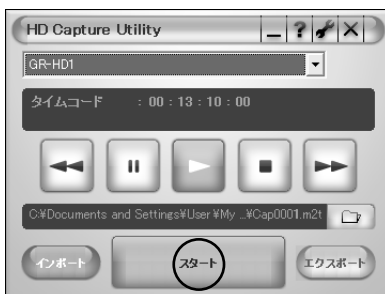 HD Capture Utility
GR-HD1
タイムコード : 00 : 13 : 10 : 00
C:¥Documents and Settings¥User¥My _¥Cap0001.m2t
インポート
スタート
エクスポート